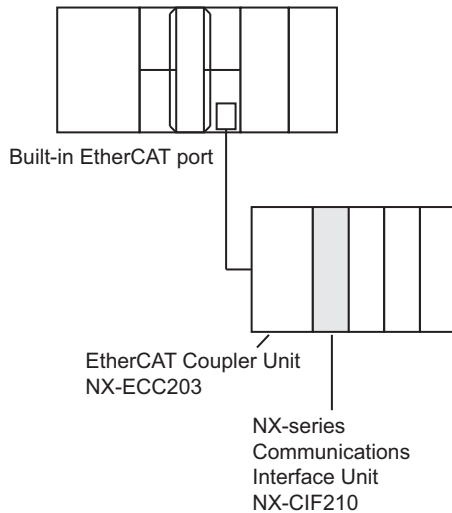 Built-in EtherCAT port
EtherCAT Coupler Unit
NX-ECC203
NX-series
Communications
Interface Unit
NX-CIF210